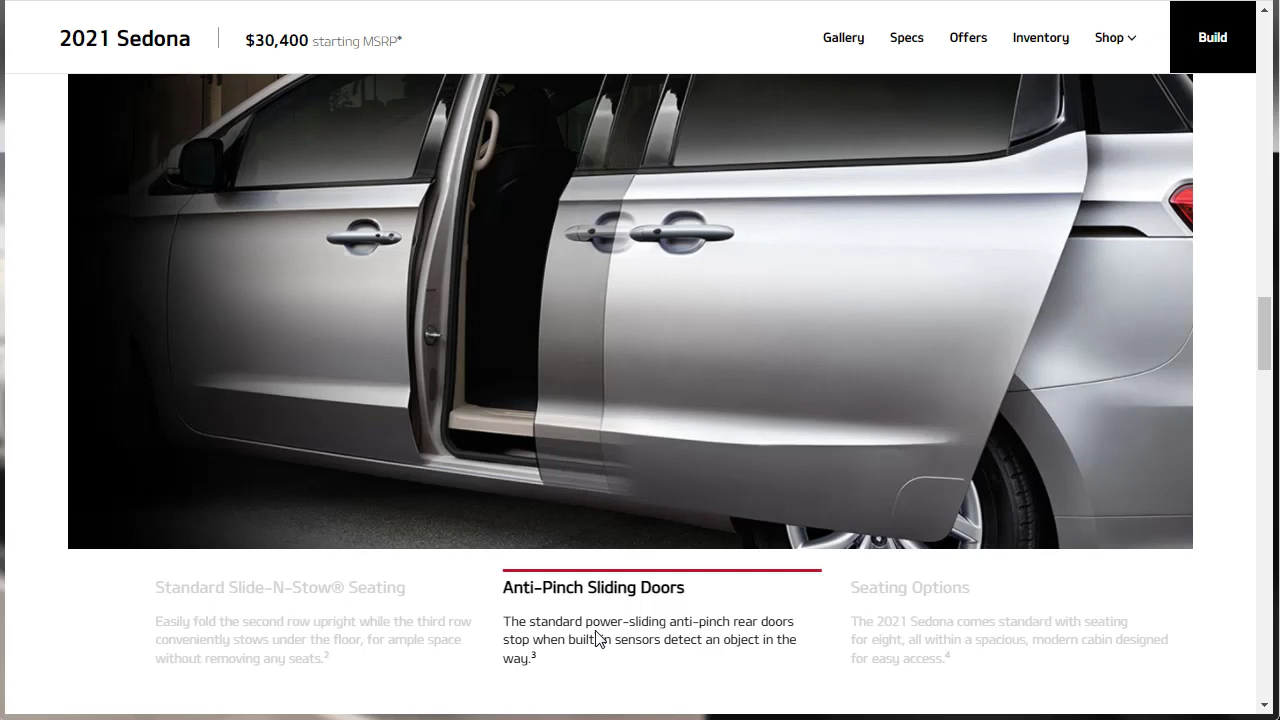 2021 Sedona
$30,400 starting MSRP*
Gallery
Specs
Offers
Inventory
Shop
Build
Standard Slide-N-Stow® Seating
Easily fold the second row upright while the third row
conveniently stows under the floor, for ample space
without removing any seats.²
Anti-Pinch Sliding Doors
The standard power-sliding anti-pinch rear doors
stop when built-in sensors detect an object in the
way.³
Seating Options
The 2021 Sedona comes standard with seating
for eight, all within a spacious, modern cabin designed
for easy access.⁴